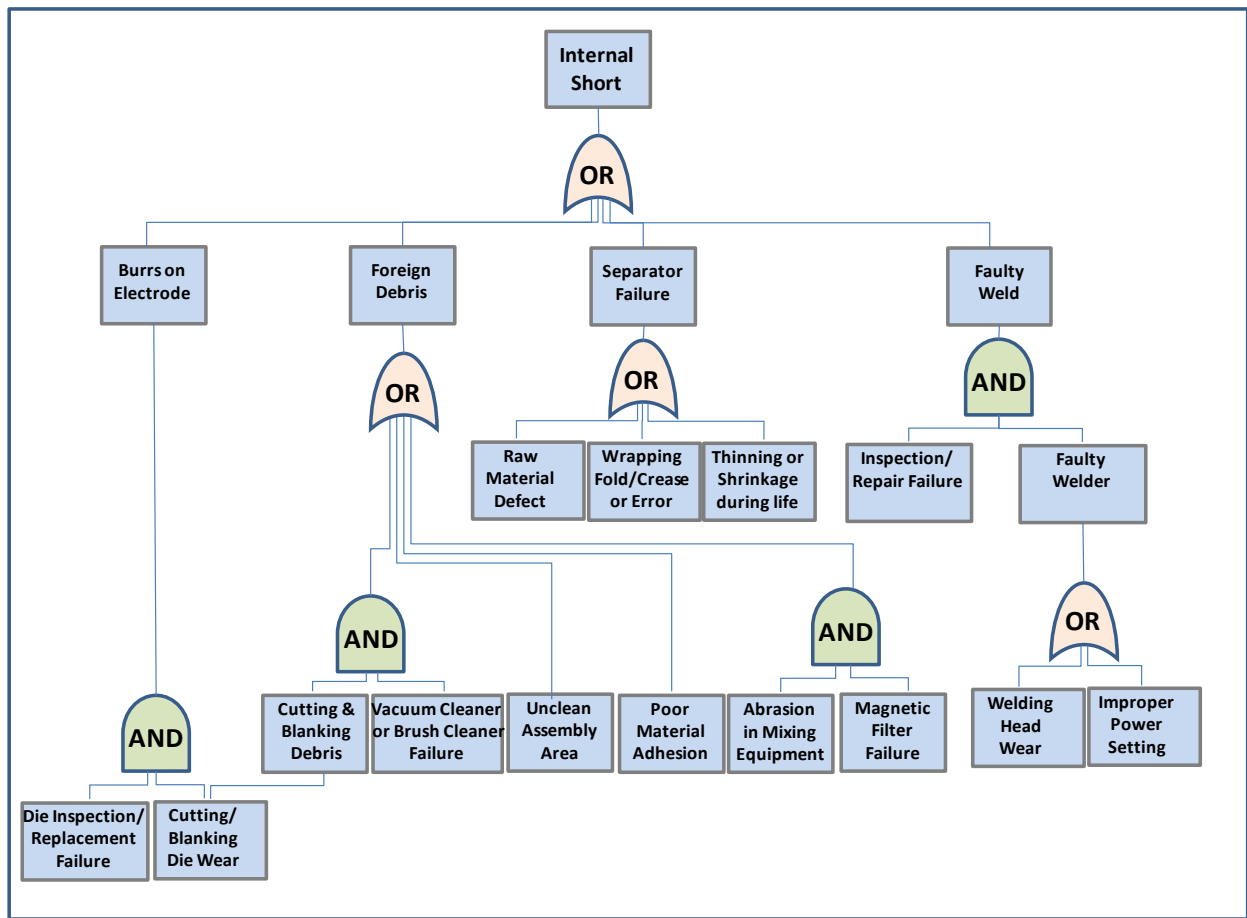 Internal
Short
OR
Burrs on
Electrode
Foreign
Debris
Separator
Failure
Faulty
Weld
OR
OR
AND
Raw
Material
Defect
Wrapping
Fold/Crease
or Error
Thinning or
Shrinkage
during life
Inspection/
Repair Failure
Faulty
Welder
AND
AND
OR
Cutting &
Blanking
Debris
Vacuum Cleaner
or Brush Cleaner
Failure
Unclean
Assembly
Area
Poor
Material
Adhesion
Abrasion
in Mixing
Equipment
Magnetic
Filter
Failure
Welding
Head
Wear
Improper
Power
Setting
AND
Die Inspection/
Replacement
Failure
Cutting/
Blanking
Die Wear